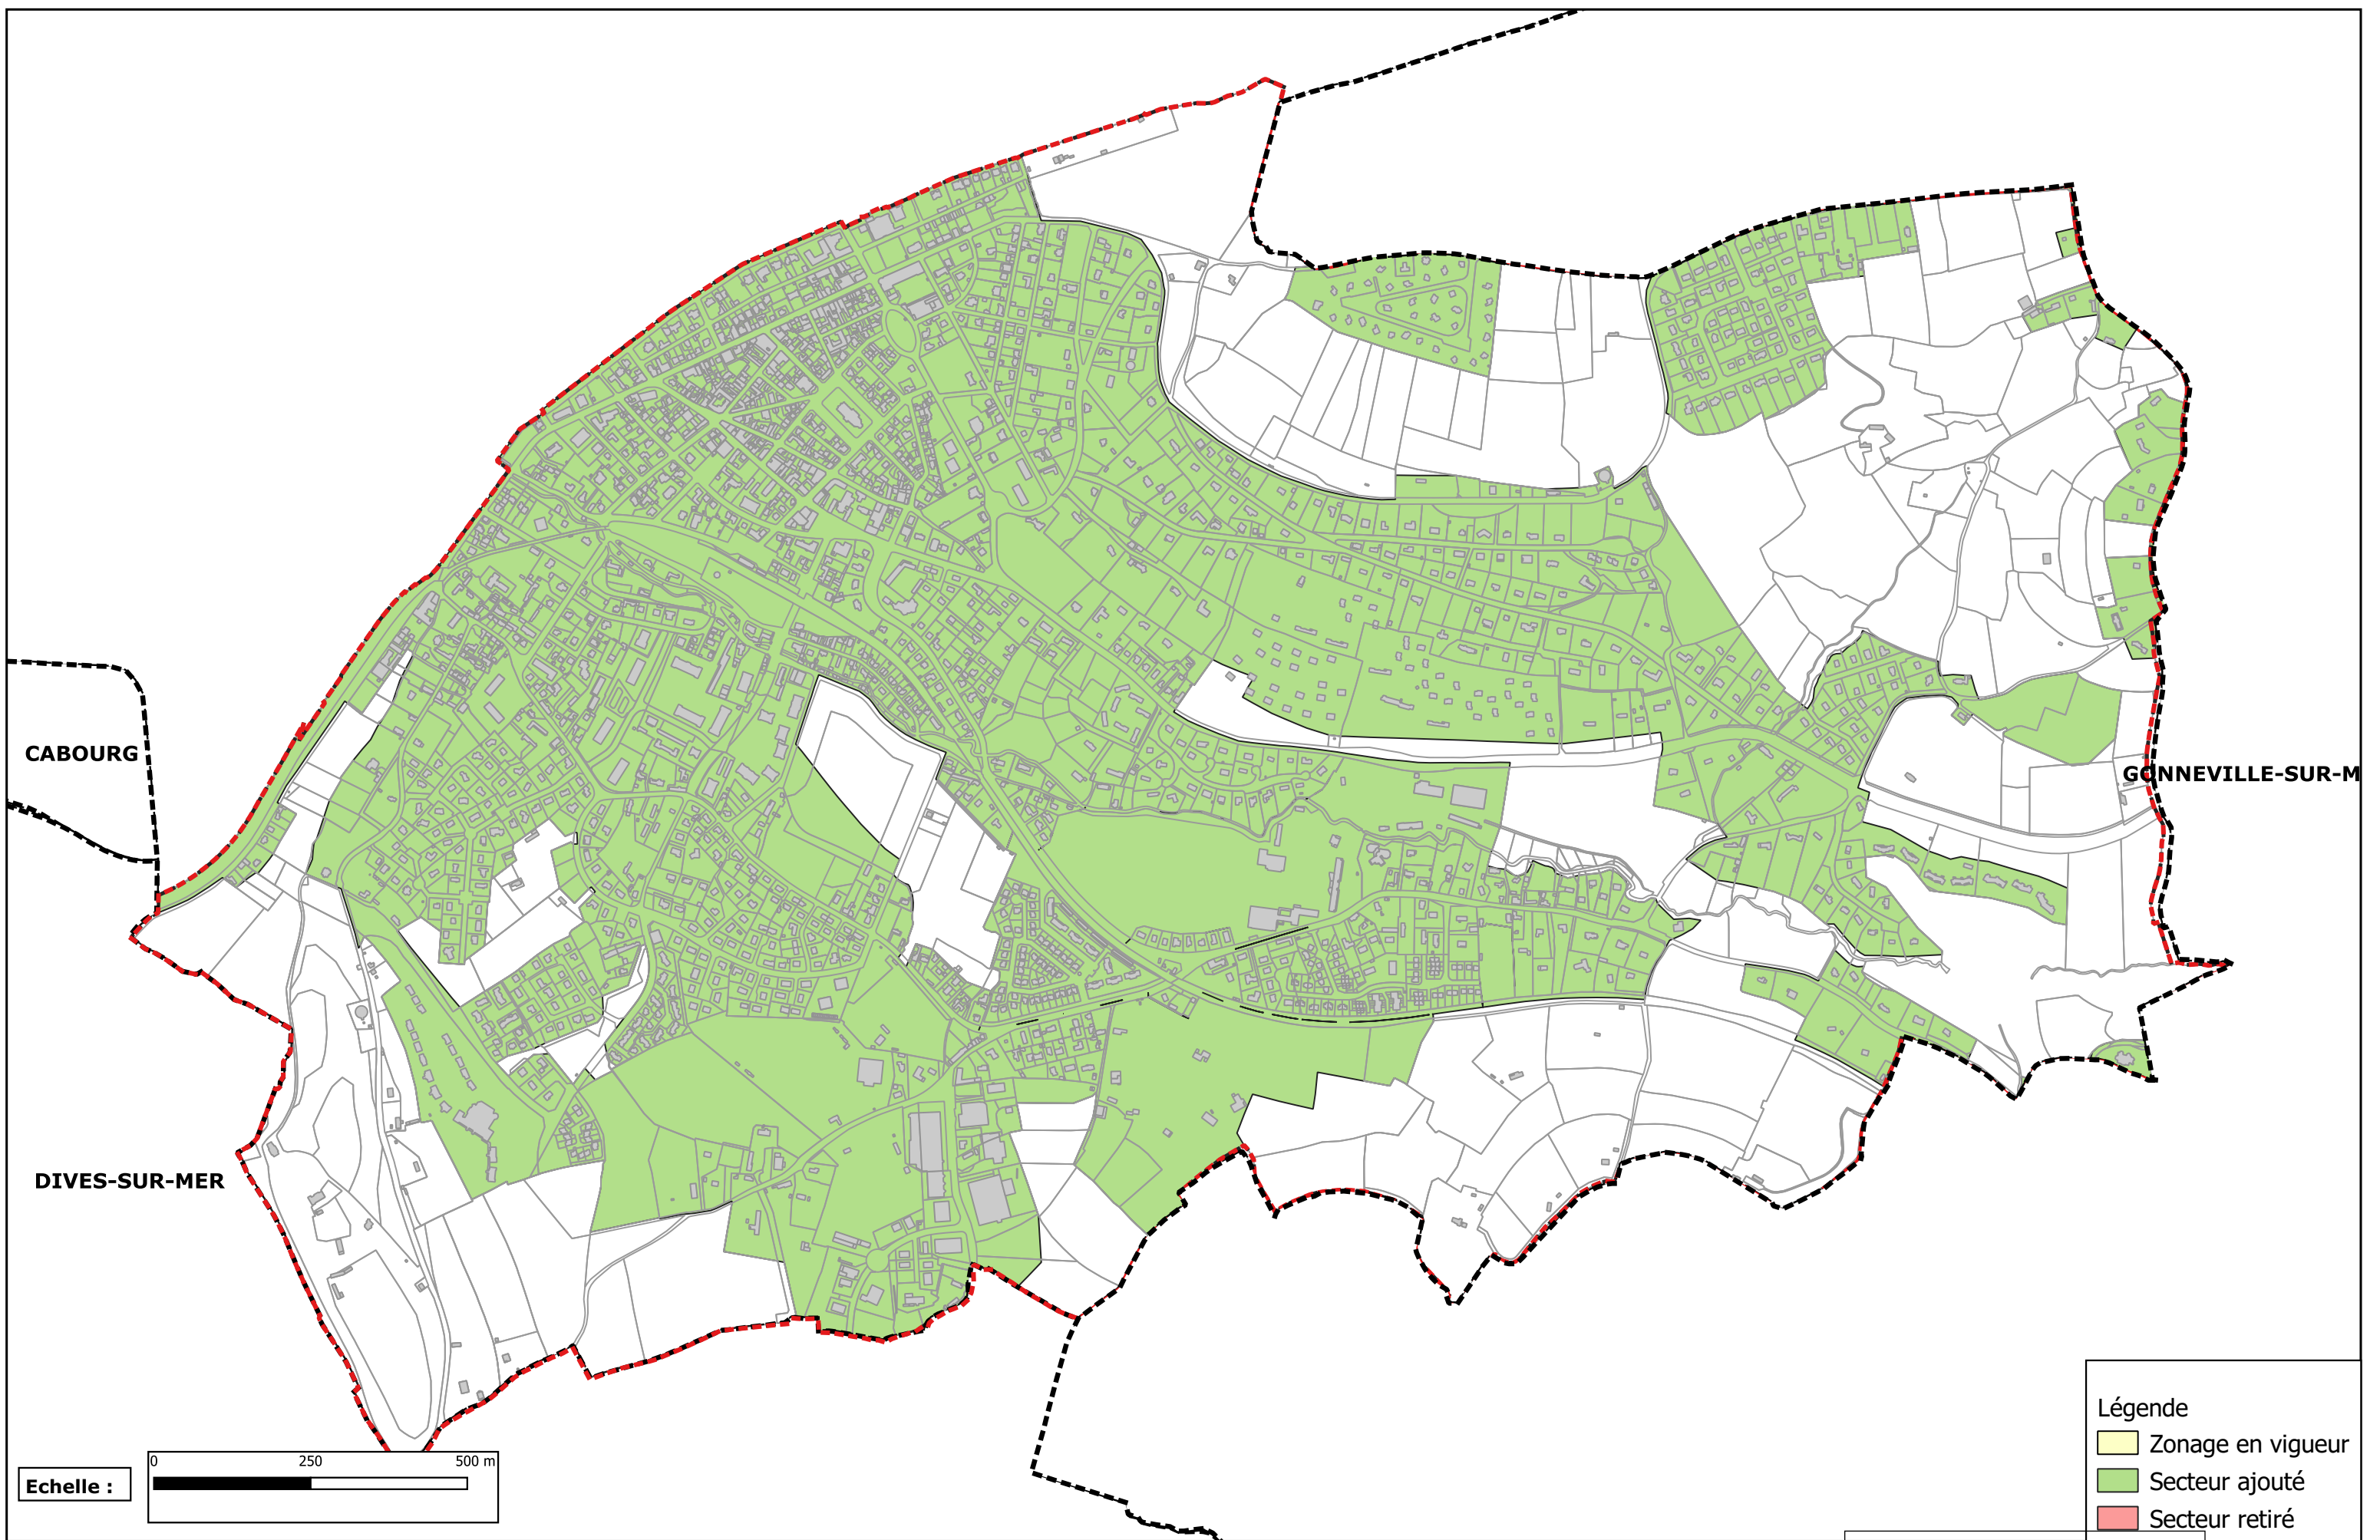 CABOURG
GONNEVILLE-SUR-M
DIVES-SUR-MER
Echelle :
0 250 500 m
Légende
Zonage en vigueur
Secteur ajouté
Secteur retiré